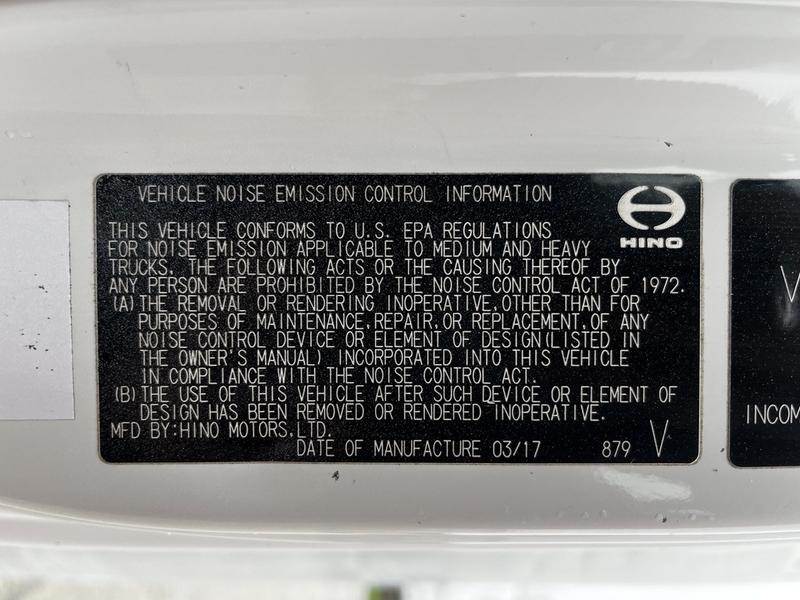 VEHICLE NOISE EMISSION CONTROL INFORMATION
HINO
THIS VEHICLE CONFORMS TO U.S. EPA REGULATIONS
FOR NOISE EMISSION APPLICABLE TO MEDIUM AND HEAVY
TRUCKS, THE FOLLOWING ACTS OR THE CAUSING THEREOF BY
ANY PERSON ARE PROHIBITED BY THE NOISE CONTROL ACT OF 1972.
(A) THE REMOVAL OR RENDERING INOPERATIVE,OTHER THAN FOR
PURPOSES OF MAINTENANCE,REPAIR,OR REPLACEMENT,OF ANY
NOISE CONTROL DEVICE OR ELEMENT OF DESIGN(LISTED IN
THE OWNER'S MANUAL) INCORPORATED INTO THIS VEHICLE
IN COMPLIANCE WITH THE NOISE CONTROL ACT.
(B) THE USE OF THIS VEHICLE AFTER SUCH DEVICE OR ELEMENT OF
DESIGN HAS BEEN REMOVED OR RENDERED INOPERATIVE.
MFD BY:HINO MOTORS,LTD.
DATE OF MANUFACTURE 03/17 879 V
V
INCOM